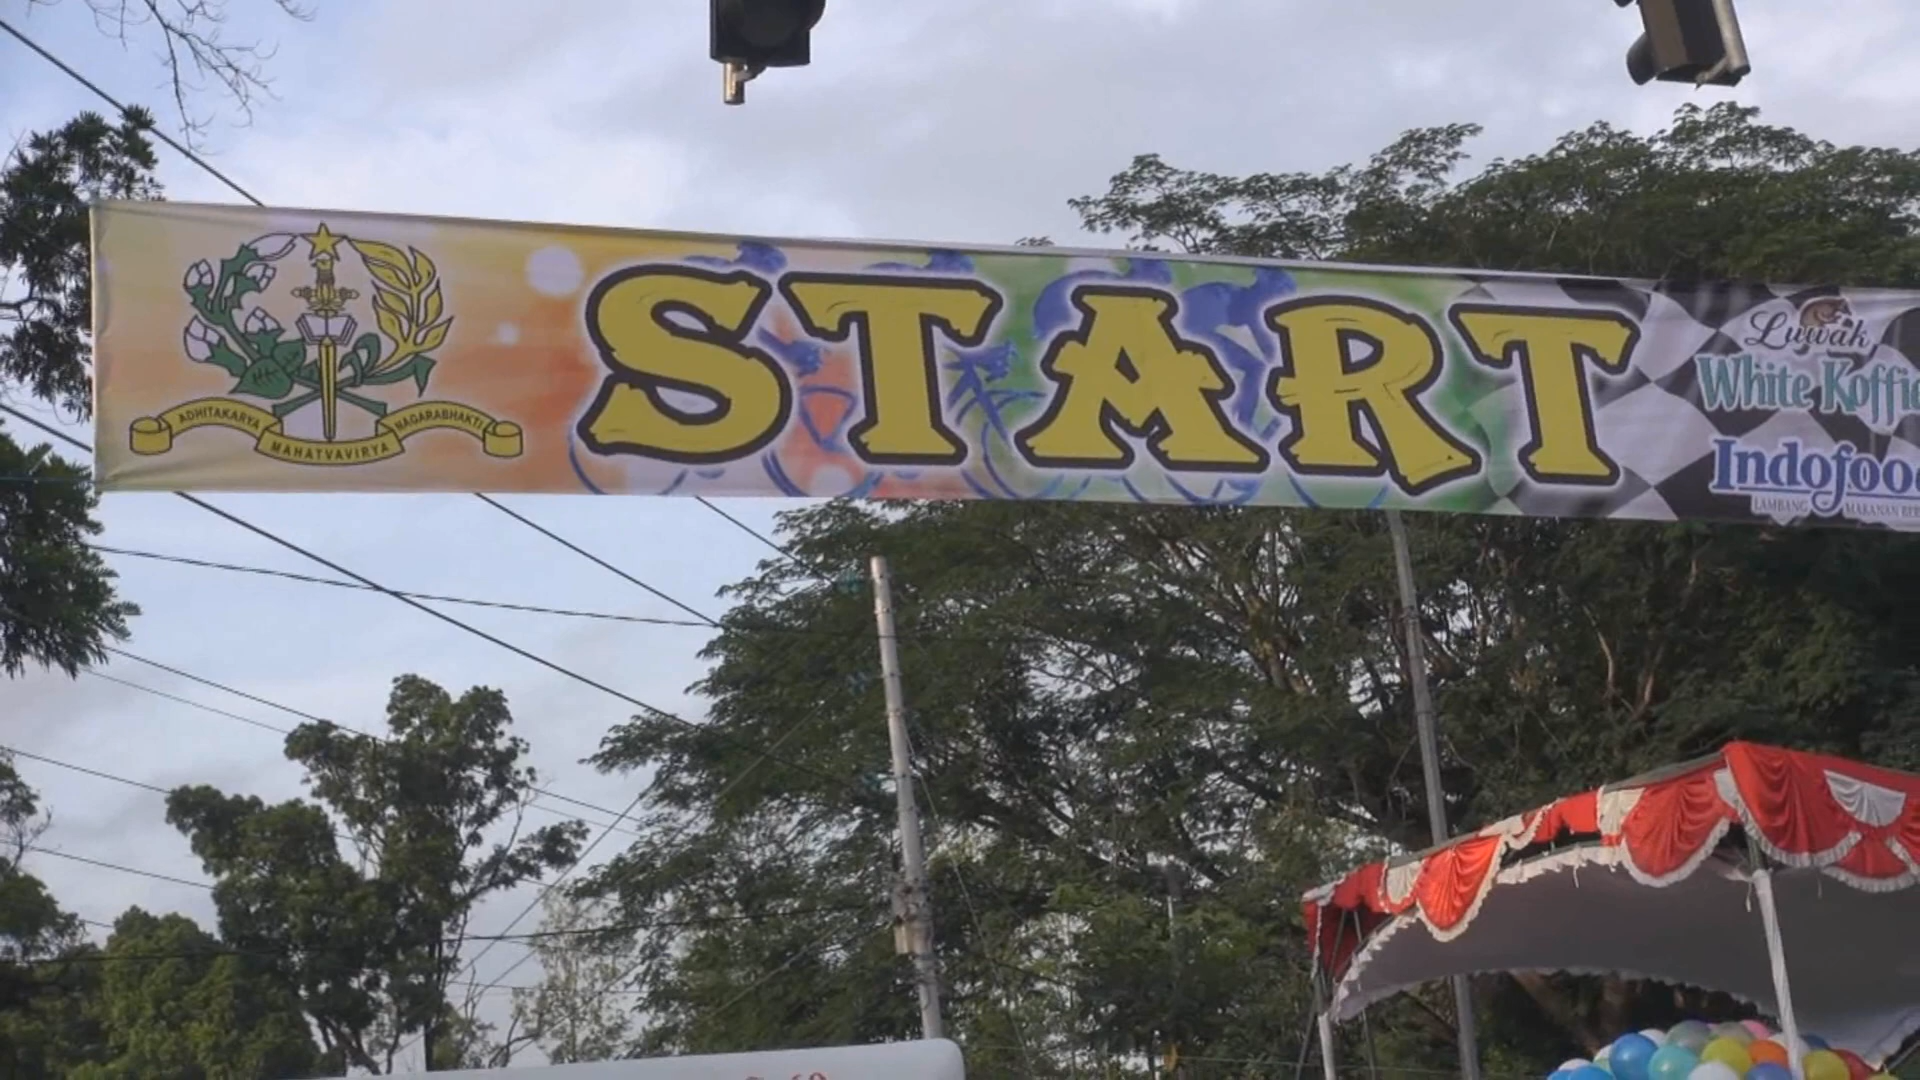 ADHITAKARYA
MAHATVAVIRYA
NAGARABHAKTI
START
Luwak
White Koffie
Indofood
LAMBANG MAKANAN